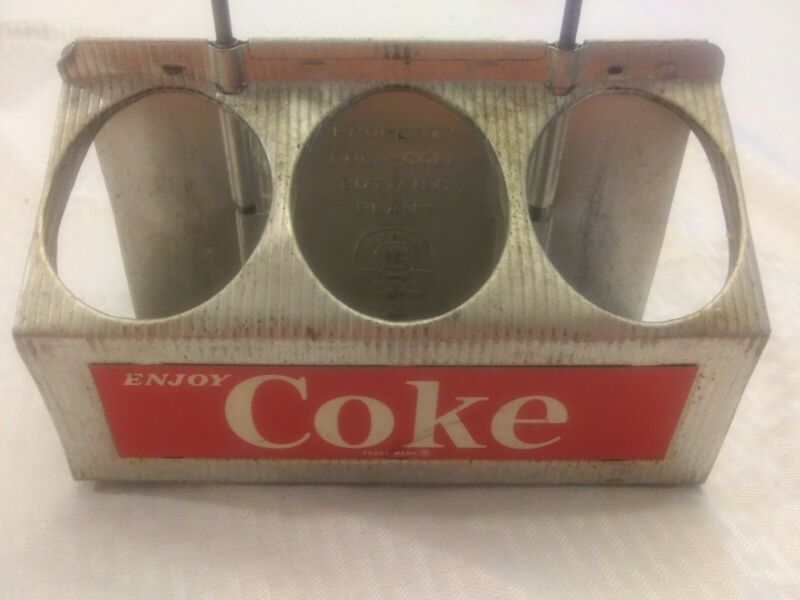 PROPERTY
COCA-COLA
BOTTLING
PLANT
ENJOY Coke
TRADE MARK ®